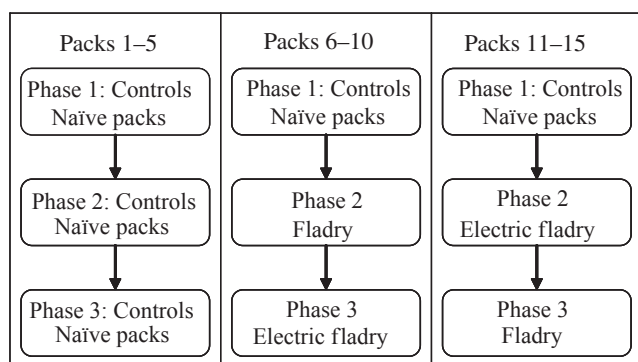 Packs 1–5
Phase 1: Controls
Naïve packs
Phase 2: Controls
Naïve packs
Phase 3: Controls
Naïve packs
Packs 6–10
Phase 1: Controls
Naïve packs
Phase 2
Fladry
Phase 3
Electric fladry
Packs 11–15
Phase 1: Controls
Naïve packs
Phase 2
Electric fladry
Phase 3
Fladry